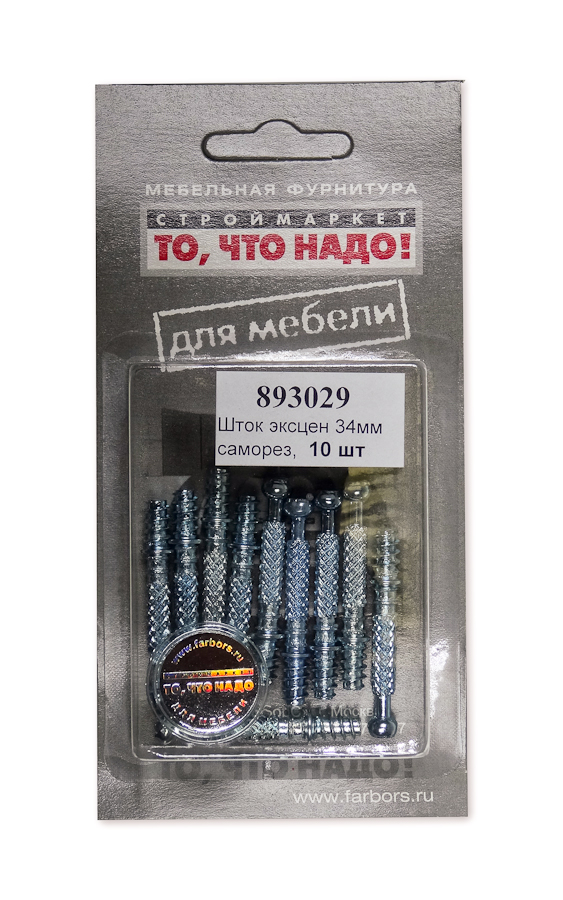 МЕБЕЛЬНАЯ ФУРНИТУРА
СТРОЙМАРКЕТ
ТО, ЧТО НАДО!
для мебели
893029
Шток эксцен 34мм
саморез, 10 шт
www.farbors.ru
ТО, ЧТО НАДО
ДЛЯ МЕБЕЛИ
ТО, ЧТО НАДО!
www.farbors.ru